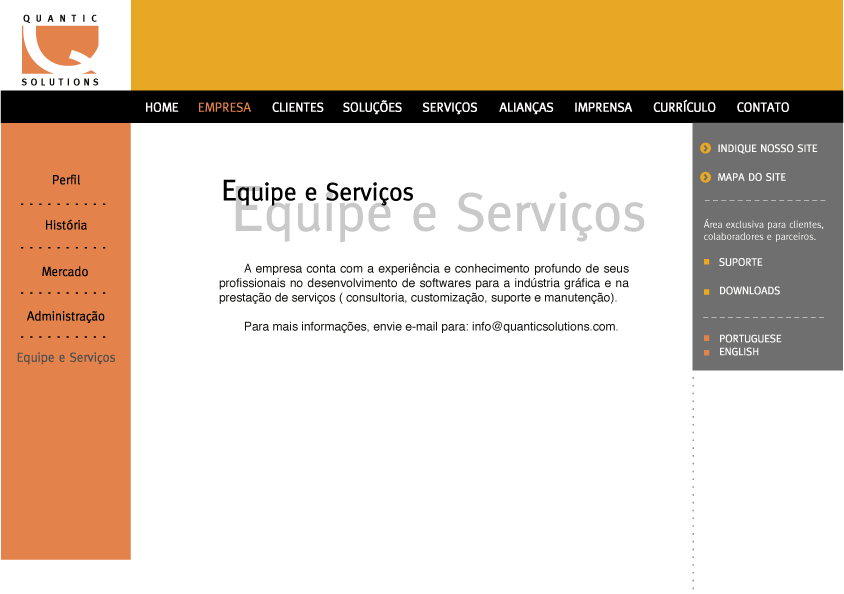 QUANTIC
SOLUTIONS
HOME EMPRESA CLIENTES SOLUÇÕES SERVIÇOS ALIANÇAS IMPRENSA CURRÍCULO CONTATO
Perfil
História
Mercado
Administração
Equipe e Serviços
Equipe e Serviços
Equipe e Serviços
A empresa conta com a experiência e conhecimento profundo de seus
profissionais no desenvolvimento de softwares para a indústria gráfica e na
prestação de serviços ( consultoria, customização, suporte e manutenção).
Para mais informações, envie e-mail para: info@quanticsolutions.com.
INDIQUE NOSSO SITE
MAPA DO SITE
Área exclusiva para clientes,
colaboradores e parceiros.
SUPORTE
DOWNLOADS
PORTUGUESE
ENGLISH